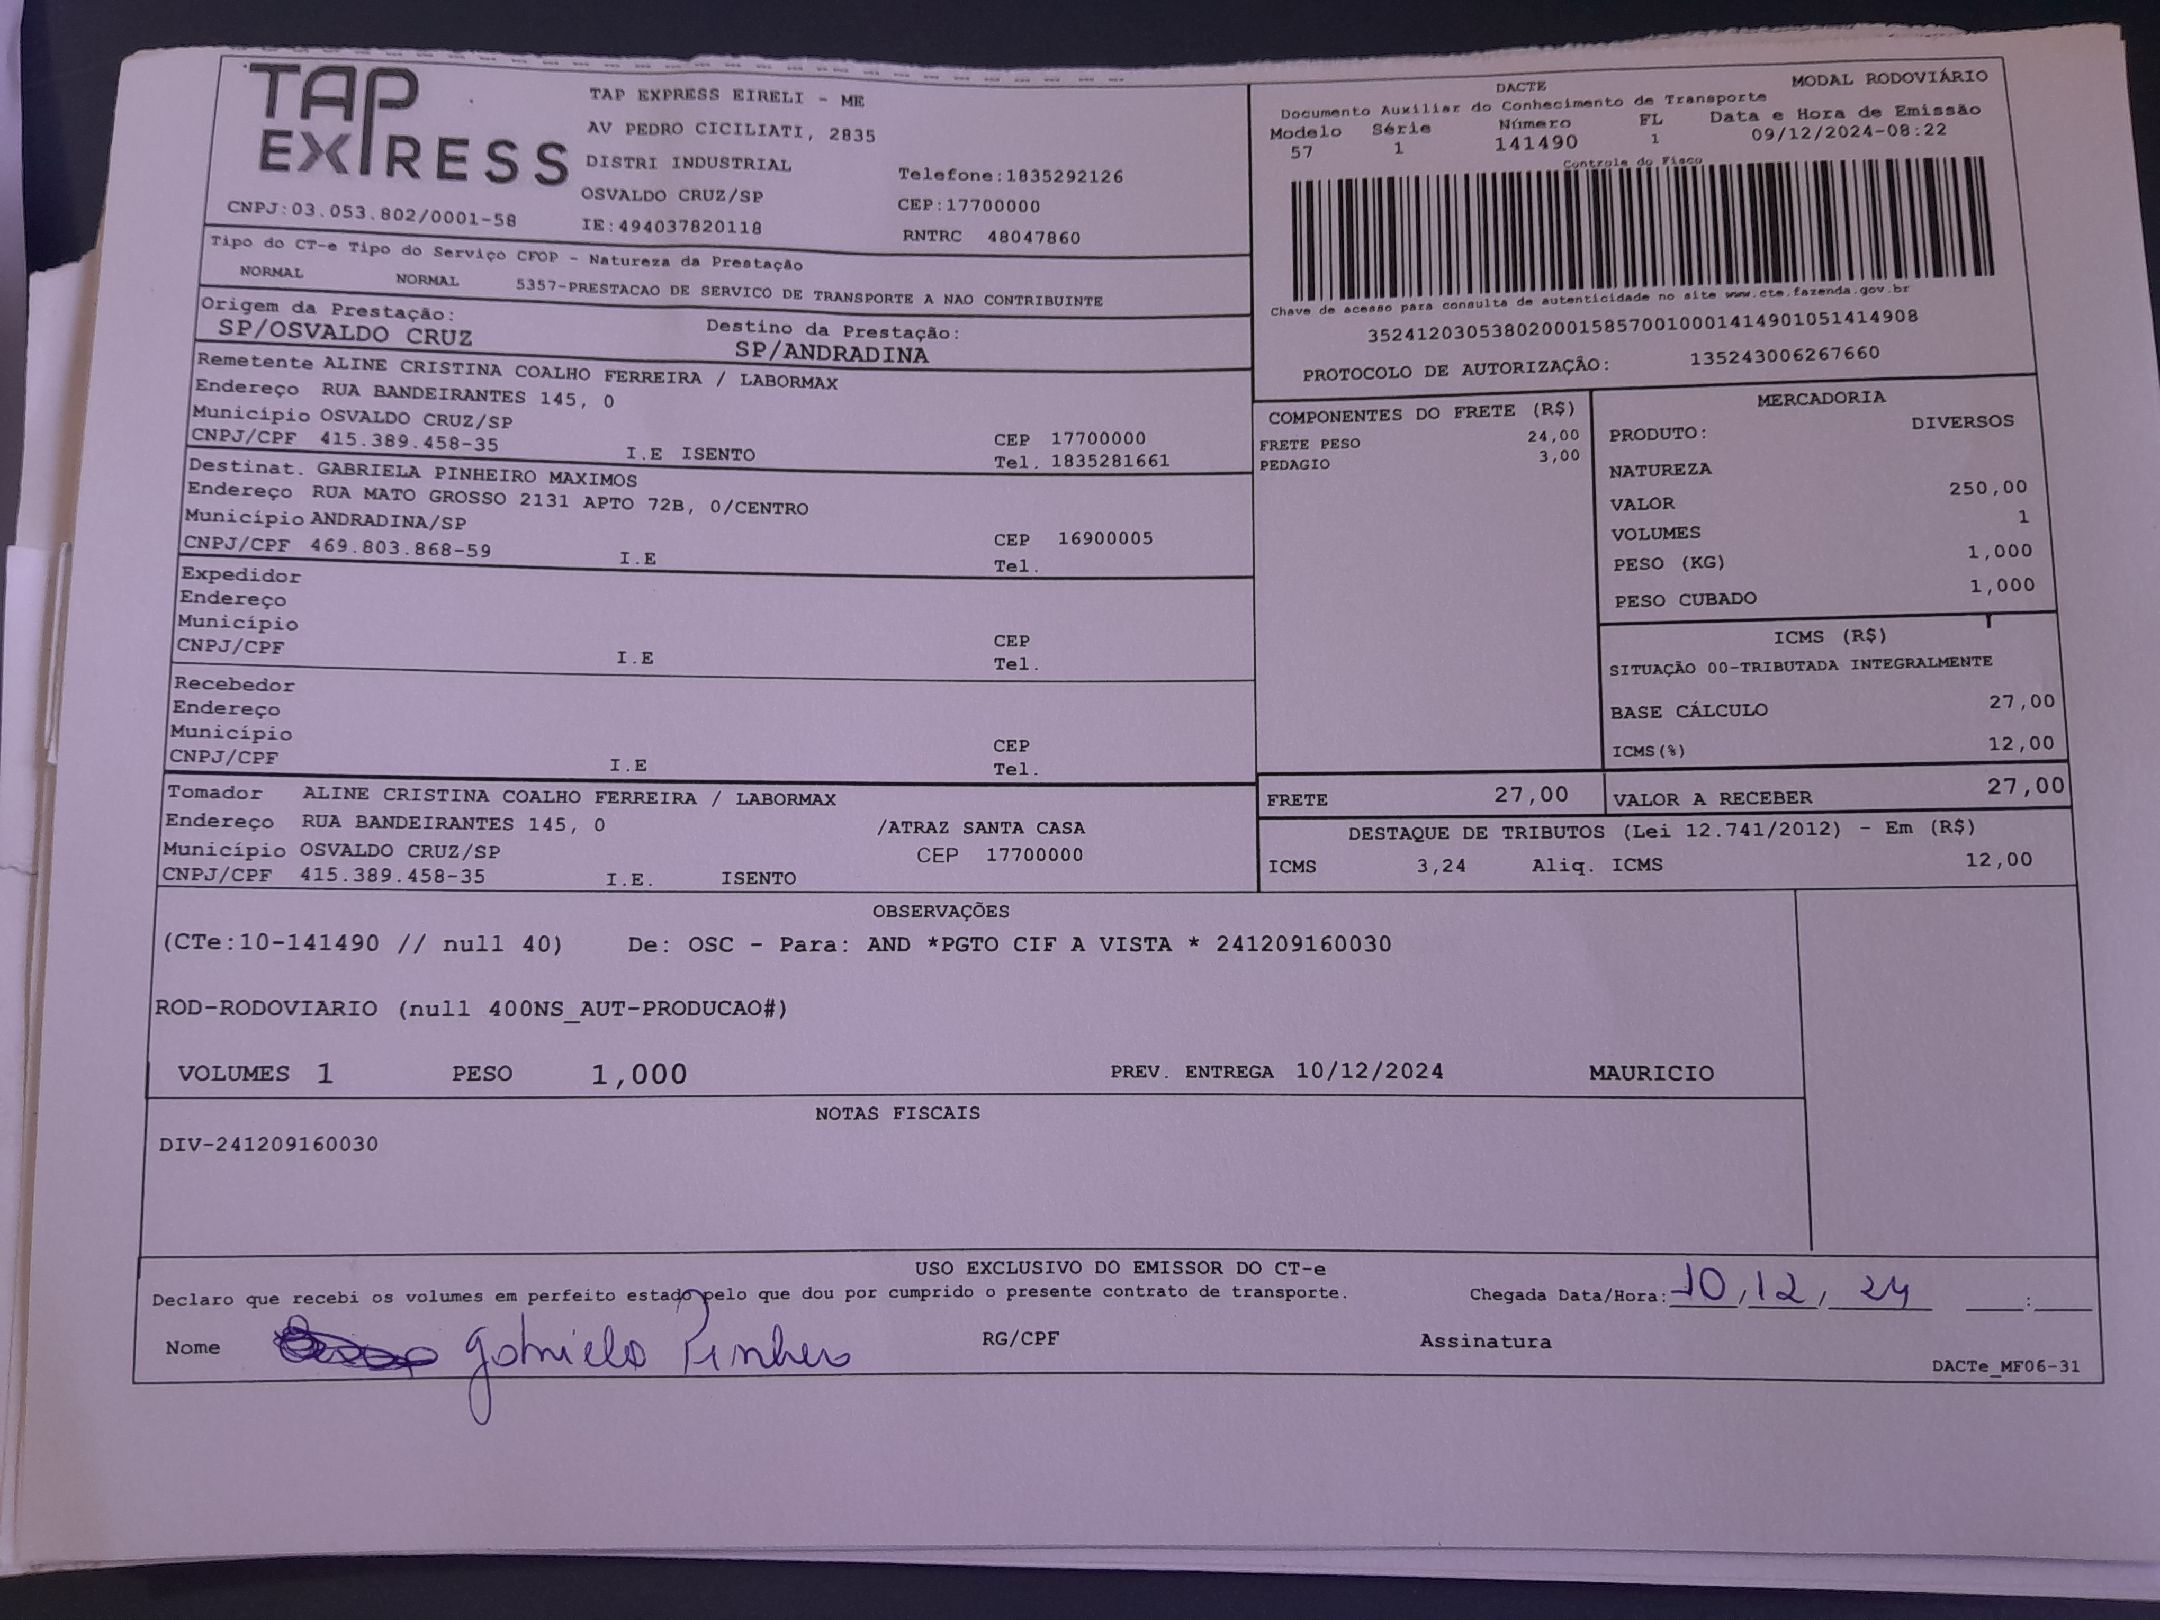 TAP EXPRESS
TAP EXPRESS EIRELI - ME
AV PEDRO CICILIATI, 2835
DISTRI INDUSTRIAL
OSVALDO CRUZ/SP
IE:494037820118
Telefone:1835292126
CEP:17700000
RNTRC 48047860
CNPJ:03.053.802/0001-58
DACTE
MODAL RODOVIÁRIO
Documento Auxiliar do Conhecimento de Transporte
Modelo Série Número FL Data e Hora de Emissão
57 1 141490 1 09/12/2024-08:22
Controle do Fisco
Chave de acesso para consulta de autenticidade no site www.cte.fazenda.gov.br
35241203053802000158570010001414901051414908
PROTOCOLO DE AUTORIZAÇÃO: 135243006267660
Tipo do CT-e Tipo do Serviço CFOP - Natureza da Prestação
NORMAL NORMAL 5357-PRESTACAO DE SERVICO DE TRANSPORTE A NAO CONTRIBUINTE
Origem da Prestação: Destino da Prestação:
SP/OSVALDO CRUZ SP/ANDRADINA
Remetente ALINE CRISTINA COALHO FERREIRA / LABORMAX
Endereço RUA BANDEIRANTES 145, 0
Município OSVALDO CRUZ/SP CEP 17700000
CNPJ/CPF 415.389.458-35 I.E ISENTO Tel. 1835281661
Destinat. GABRIELA PINHEIRO MAXIMOS
Endereço RUA MATO GROSSO 2131 APTO 72B, 0/CENTRO
Município ANDRADINA/SP CEP 16900005
CNPJ/CPF 469.803.868-59 I.E Tel.
Expedidor
Endereço
Município CEP
CNPJ/CPF I.E Tel.
Recebedor
Endereço
Município CEP
CNPJ/CPF I.E Tel.
Tomador ALINE CRISTINA COALHO FERREIRA / LABORMAX
Endereço RUA BANDEIRANTES 145, 0 /ATRAZ SANTA CASA
Município OSVALDO CRUZ/SP CEP 17700000
CNPJ/CPF 415.389.458-35 I.E. ISENTO
COMPONENTES DO FRETE (R$)
FRETE PESO 24,00
PEDAGIO 3,00
MERCADORIA
PRODUTO: DIVERSOS
NATUREZA
VALOR 250,00
VOLUMES 1
PESO (KG) 1,000
PESO CUBADO 1,000
ICMS (R$)
SITUAÇÃO 00-TRIBUTADA INTEGRALMENTE
BASE CÁLCULO 27,00
ICMS(%) 12,00
FRETE 27,00 VALOR A RECEBER 27,00
DESTAQUE DE TRIBUTOS (Lei 12.741/2012) - Em (R$)
ICMS 3,24 Aliq. ICMS 12,00
OBSERVAÇÕES
(CTe:10-141490 // null 40) De: OSC - Para: AND *PGTO CIF A VISTA * 241209160030
ROD-RODOVIARIO (null 400NS_AUT-PRODUCAO#)
VOLUMES 1 PESO 1,000 PREV. ENTREGA 10/12/2024 MAURICIO
NOTAS FISCAIS
DIV-241209160030
USO EXCLUSIVO DO EMISSOR DO CT-e
Declaro que recebi os volumes em perfeito estado pelo que dou por cumprido o presente contrato de transporte. Chegada Data/Hora: 10, 12, 24 :
Nome Gabriela Pinheiro RG/CPF Assinatura
DACTe_MF06-31